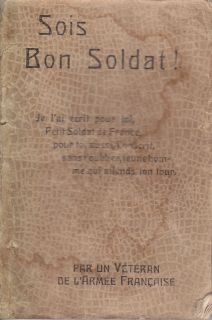 Sois
Bon Soldat!
Je l'ai écrit pour toi,
Petit Soldat de France,
pour toi, aussi, Conscrit,
sans oublier, jeune hom-
me qui attends ton tour.
PAR UN VÉTÉRAN
DE L'ARMÉE FRANÇAISE